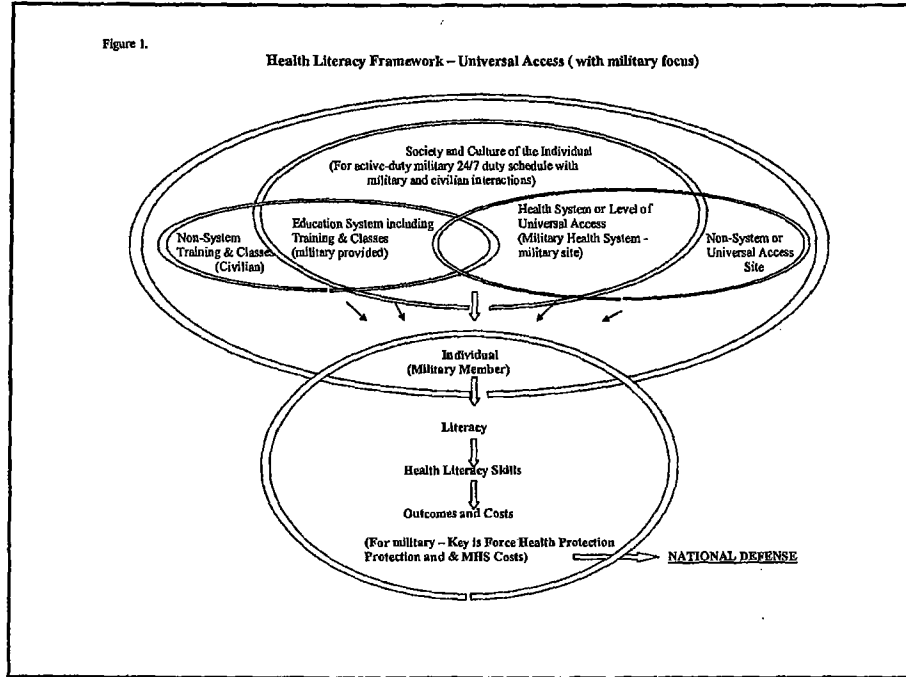 Figure 1.
Health Literacy Framework – Universal Access ( with military focus)
Society and Culture of the Individual
(For active-duty military 24/7 duty schedule with
military and civilian interactions)
Non-System
Training & Classes
(Civilian)
Education System including
Training & Classes
(military provided)
Health System or Level of
Universal Access
(Military Health System -
military site)
Non-System or
Universal Access
Site
Individual
(Military Member)
Literacy
Health Literacy Skills
Outcomes and Costs
(For military – Key is Force Health Protection
Protection and & MHS Costs)
NATIONAL DEFENSE